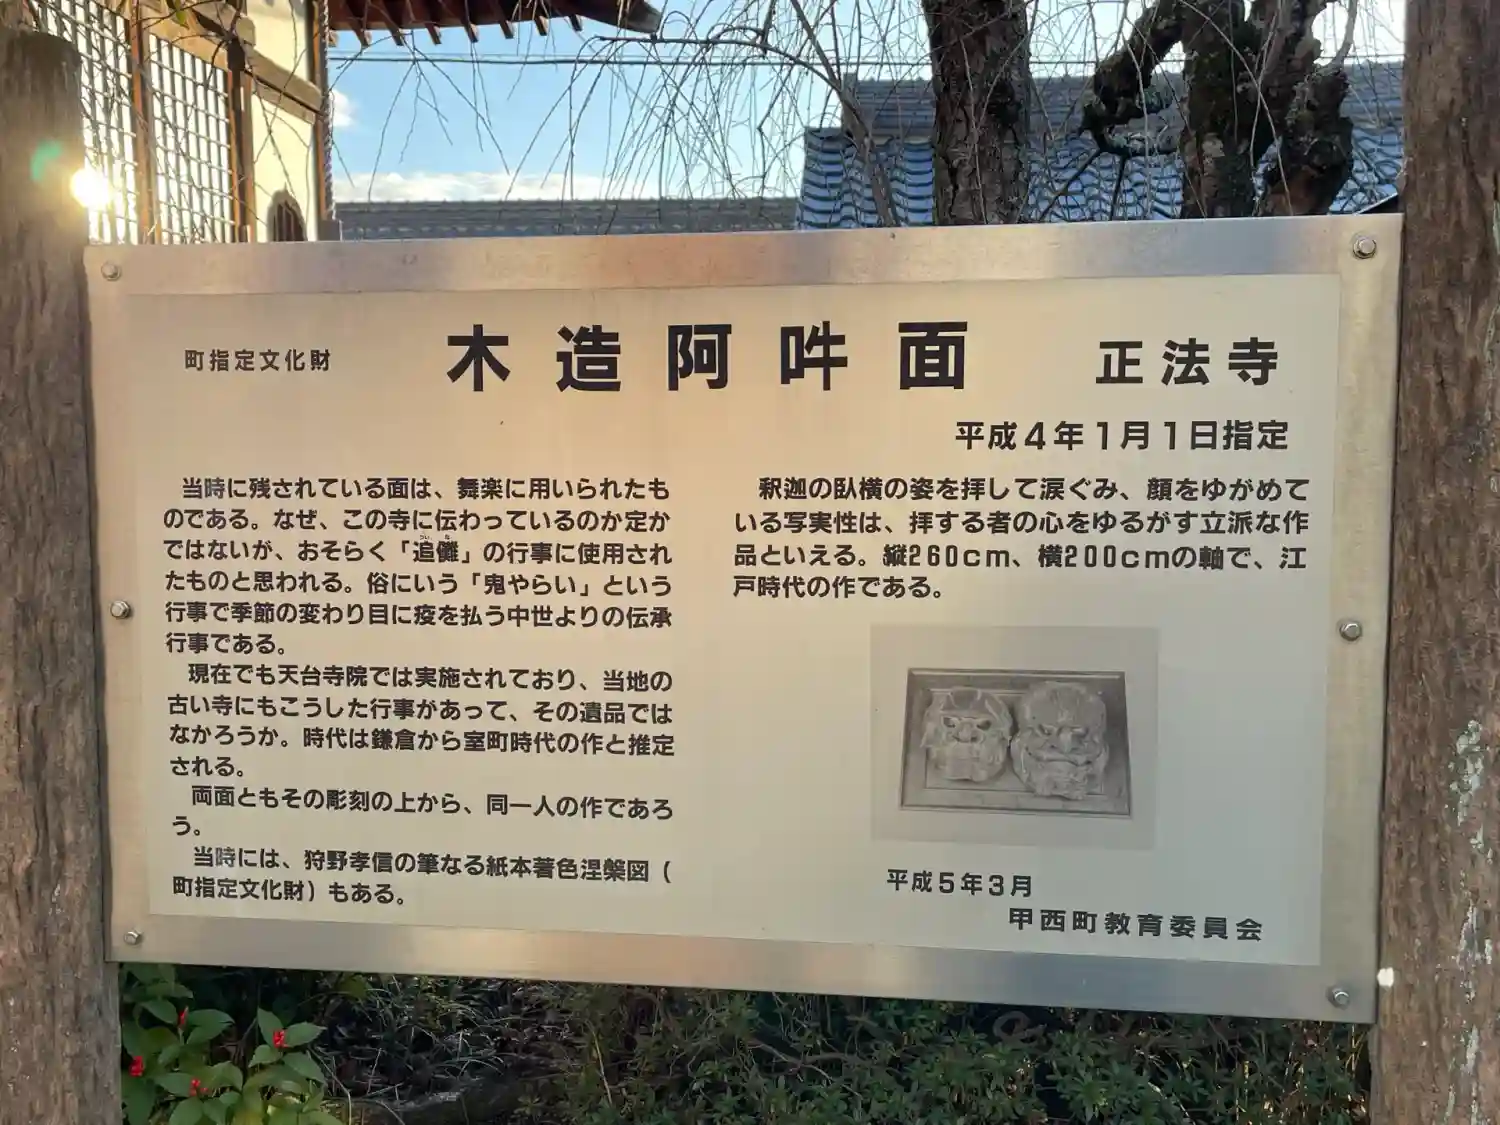 町指定文化財
木造阿吽面
正法寺
平成4年1月1日指定
当時に残されている面は、舞楽に用いられたも
のである。なぜ、この寺に伝わっているのか定か
ではないが、おそらく「追儺」の行事に使用され
たものと思われる。俗にいう「鬼やらい」という
行事で季節の変わり目に疫を払う中世よりの伝承
行事である。
現在でも天台寺院では実施されており、当地の
古い寺にもこうした行事があって、その遺品では
なかろうか。時代は鎌倉から室町時代の作と推定
される。
両面ともその彫刻の上から、同一人の作であろ
う。
当時には、狩野孝信の筆なる紙本著色涅槃図(
町指定文化財)もある。
釈迦の臥横の姿を拝して涙ぐみ、顔をゆがめて
いる写実性は、拝する者の心をゆるがす立派な作
品といえる。縦260cm、横200cmの軸で、江
戸時代の作である。
平成5年3月
甲西町教育委員会